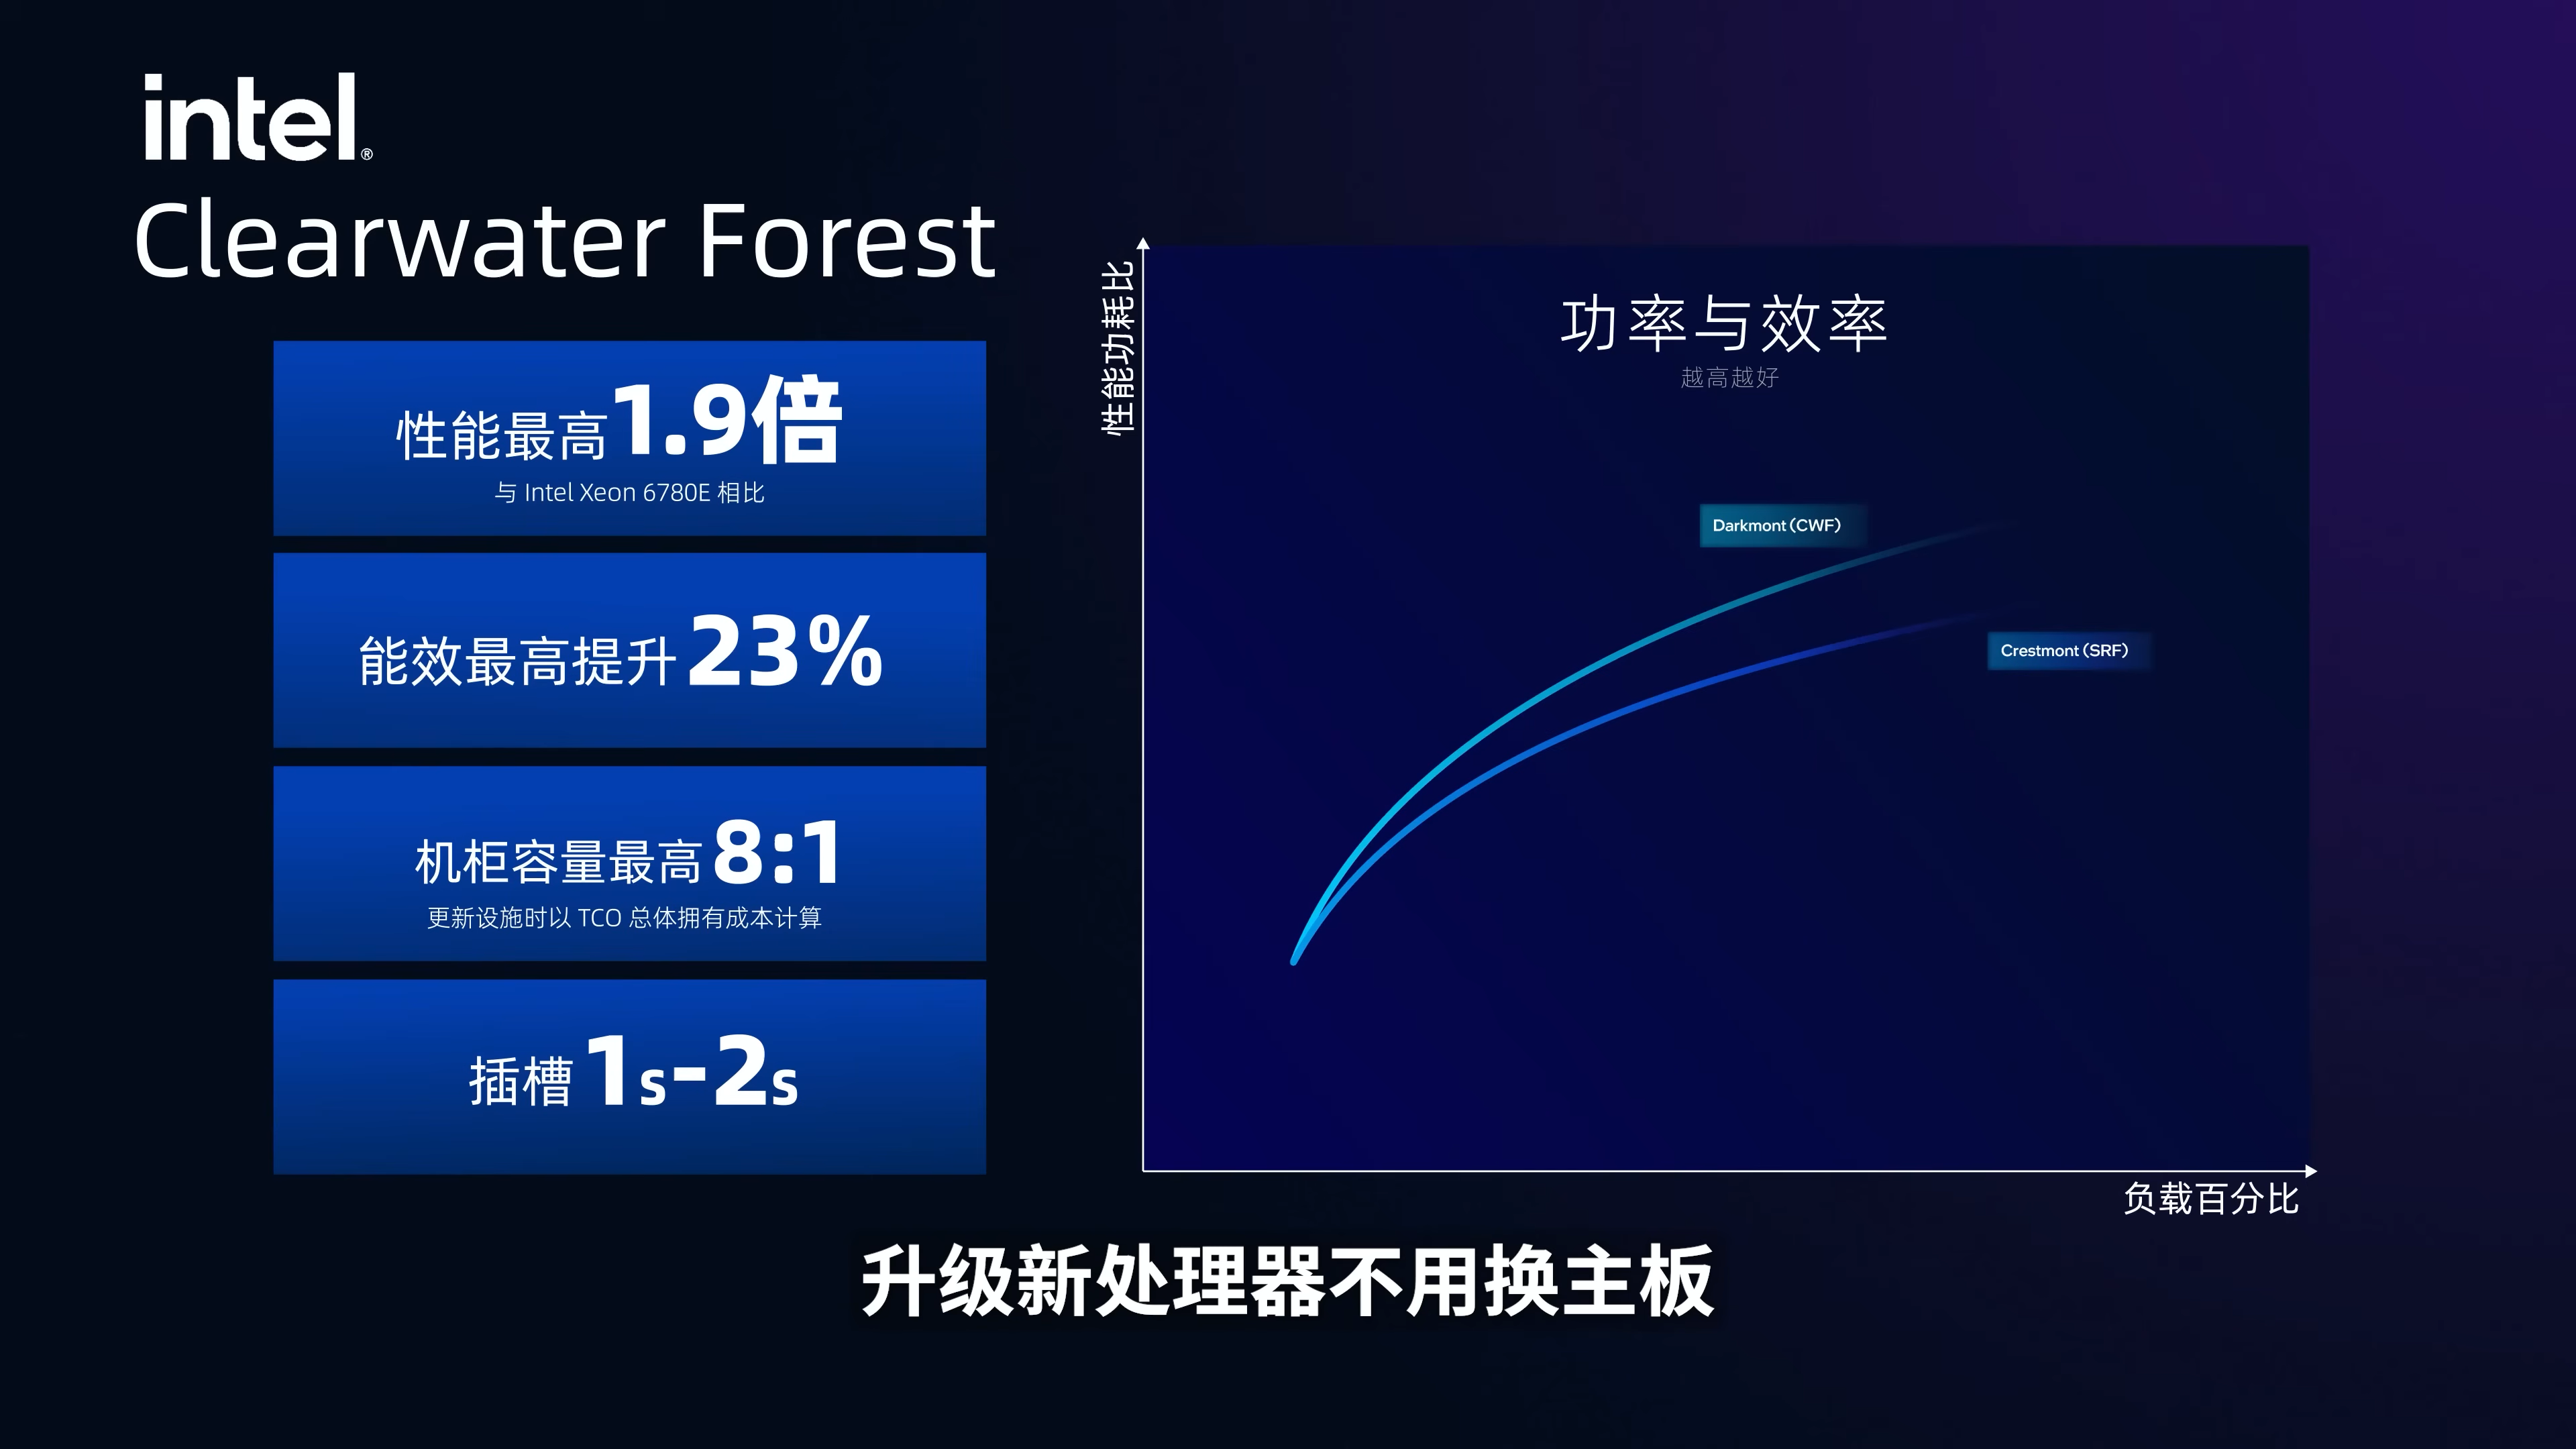 intel®
Clearwater Forest
性能最高1.9倍
与 Intel Xeon 6780E 相比
能效最高提升23%
机柜容量最高8:1
更新设施时以 TCO 总体拥有成本计算
插槽1s-2s
性能功耗比
功率与效率
越高越好
Darkmont (CWF)
Crestmont (SRF)
负载百分比
升级新处理器不用换主板